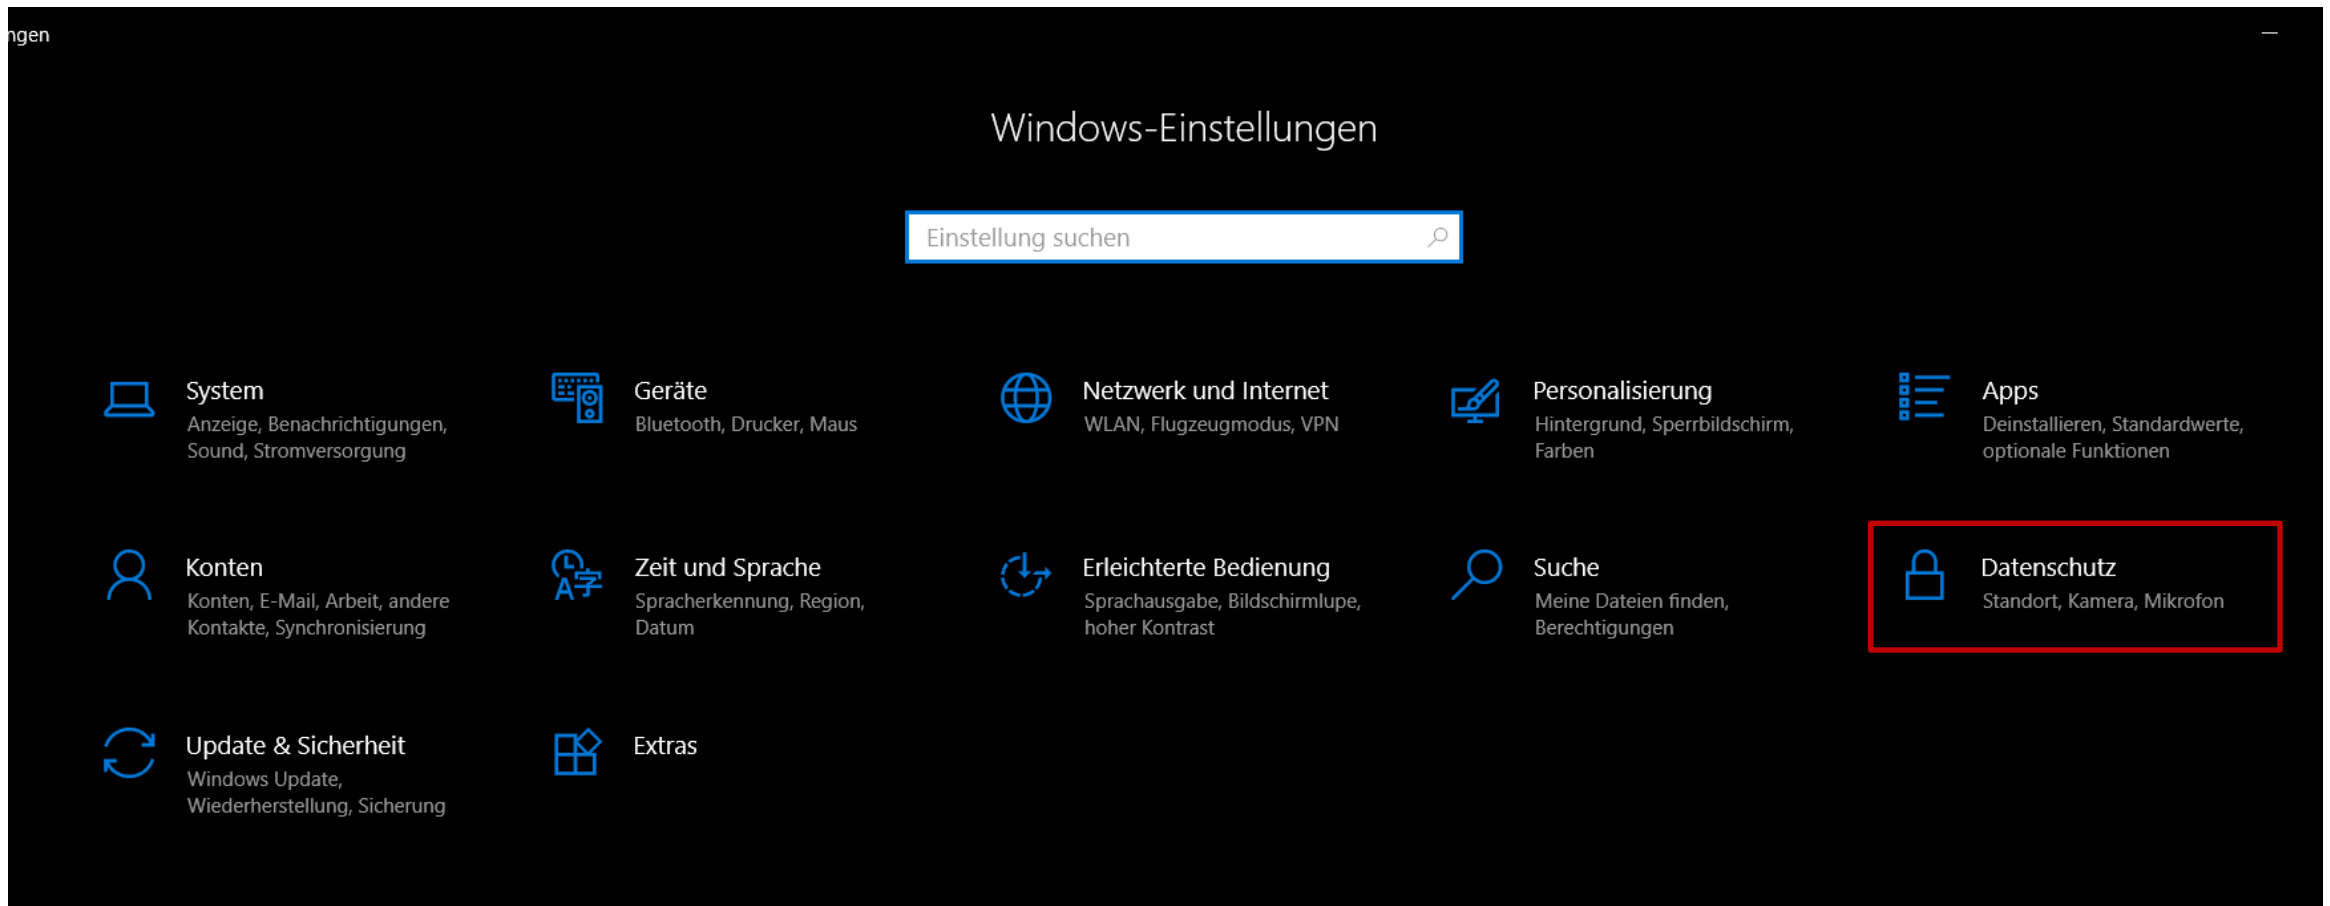 ngen
Windows-Einstellungen
Einstellung suchen
System
Anzeige, Benachrichtigungen,
Sound, Stromversorgung
Geräte
Bluetooth, Drucker, Maus
Netzwerk und Internet
WLAN, Flugzeugmodus, VPN
Personalisierung
Hintergrund, Sperrbildschirm,
Farben
Apps
Deinstallieren, Standardwerte,
optionale Funktionen
Konten
Konten, E-Mail, Arbeit, andere
Kontakte, Synchronisierung
Zeit und Sprache
Spracherkennung, Region,
Datum
Erleichterte Bedienung
Sprachausgabe, Bildschirmlupe,
hoher Kontrast
Suche
Meine Dateien finden,
Berechtigungen
Datenschutz
Standort, Kamera, Mikrofon
Update & Sicherheit
Windows Update,
Wiederherstellung, Sicherung
Extras